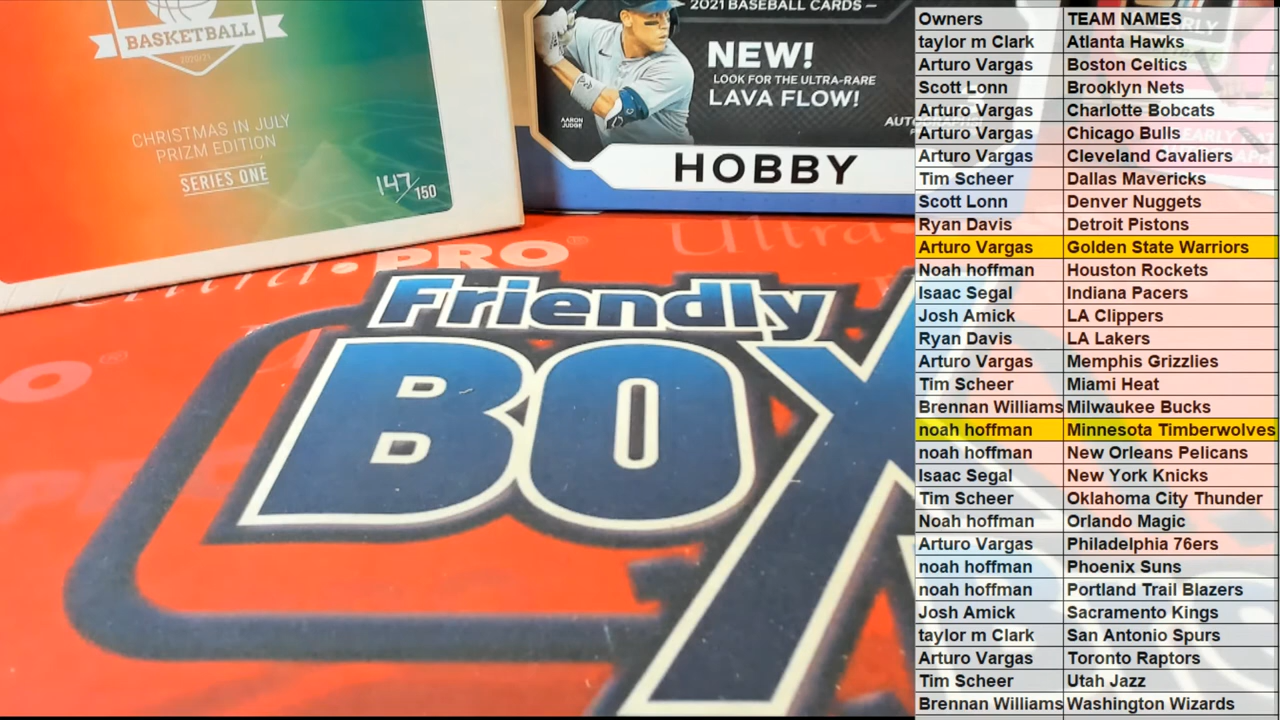 BASKETBALL
2020/21
CHRISTMAS IN JULY
PRIZM EDITION
SERIES ONE
147/150
2021 BASEBALL CARDS —
NEW!
LOOK FOR THE ULTRA-RARE
LAVA FLOW!
AARON
JUDGE
HOBBY
Ultra•PRO®
Ultra
Friendly
BOX
Owners TEAM NAMES
taylor m Clark Atlanta Hawks
Arturo Vargas Boston Celtics
Scott Lonn Brooklyn Nets
Arturo Vargas Charlotte Bobcats
Arturo Vargas Chicago Bulls
Arturo Vargas Cleveland Cavaliers
Tim Scheer Dallas Mavericks
Scott Lonn Denver Nuggets
Ryan Davis Detroit Pistons
Arturo Vargas Golden State Warriors
Noah hoffman Houston Rockets
Isaac Segal Indiana Pacers
Josh Amick LA Clippers
Ryan Davis LA Lakers
Arturo Vargas Memphis Grizzlies
Tim Scheer Miami Heat
Brennan Williams Milwaukee Bucks
noah hoffman Minnesota Timberwolves
noah hoffman New Orleans Pelicans
Isaac Segal New York Knicks
Tim Scheer Oklahoma City Thunder
Noah hoffman Orlando Magic
Arturo Vargas Philadelphia 76ers
noah hoffman Phoenix Suns
noah hoffman Portland Trail Blazers
Josh Amick Sacramento Kings
taylor m Clark San Antonio Spurs
Arturo Vargas Toronto Raptors
Tim Scheer Utah Jazz
Brennan Williams Washington Wizards